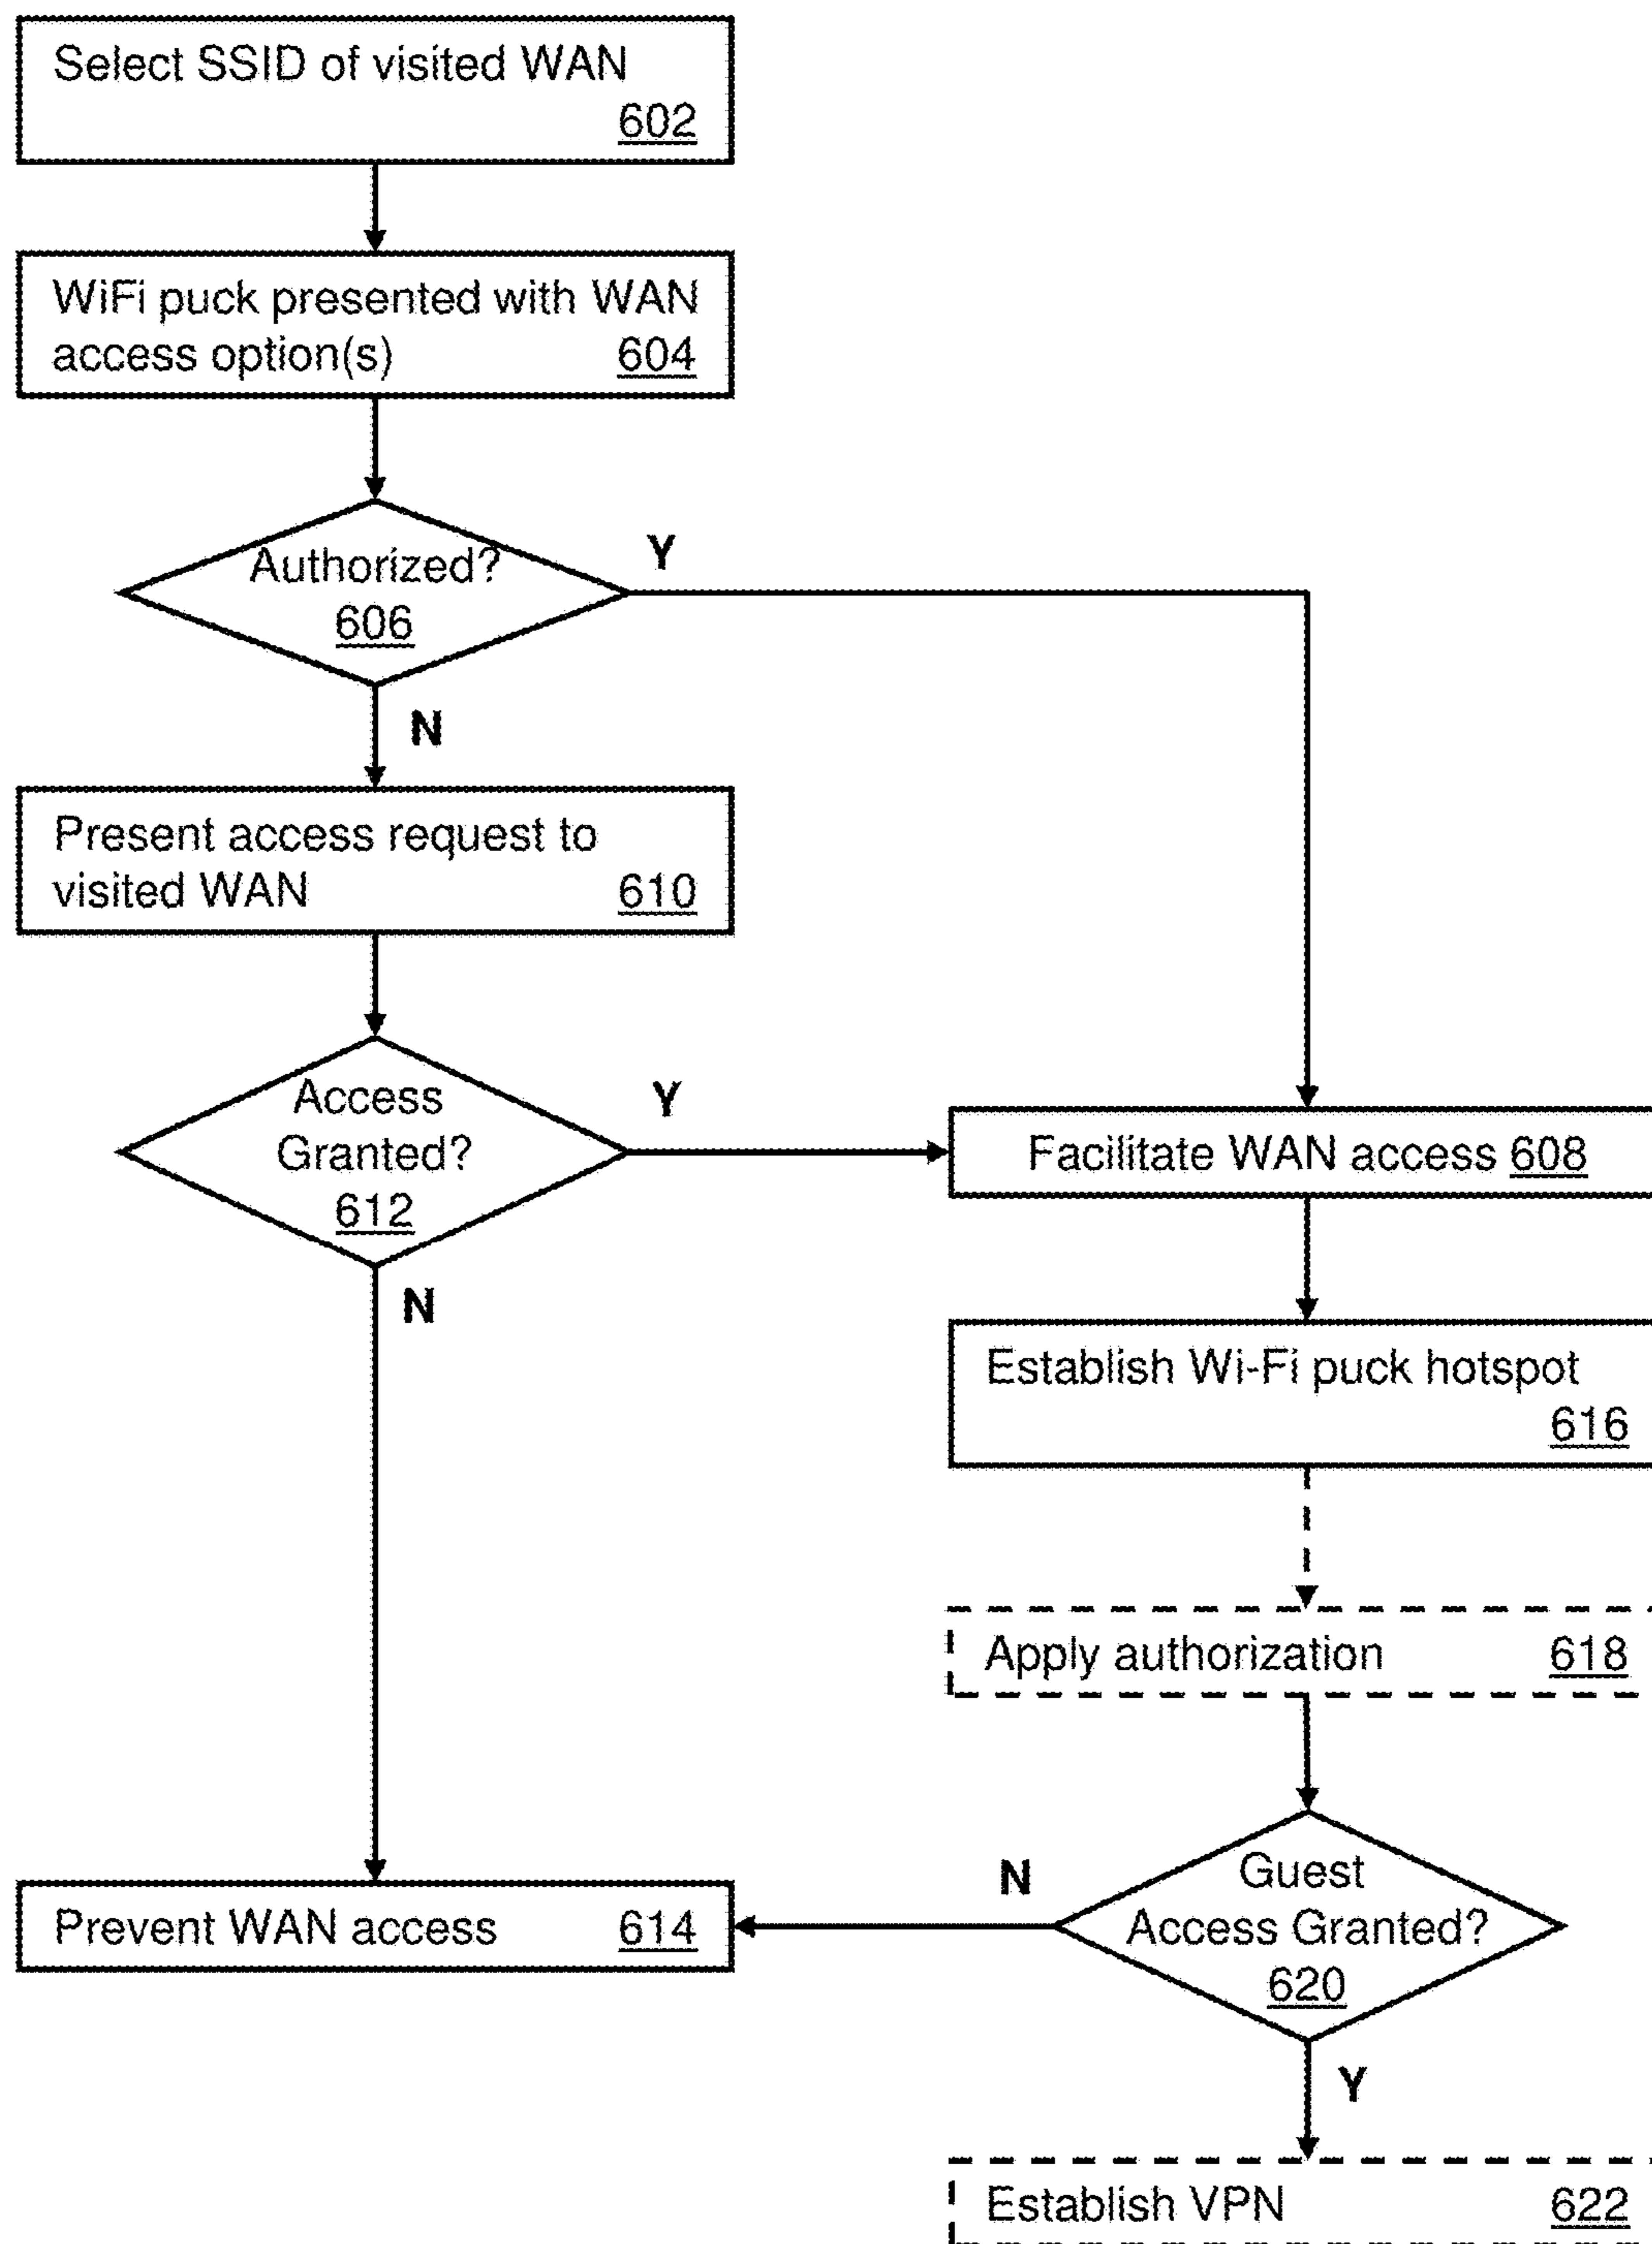 Select SSID of visited WAN
602
WiFi puck presented with WAN
access option(s) 604
Authorized?
606
Y
N
Present access request to
visited WAN 610
Access
Granted?
612
Y
N
Facilitate WAN access 608
Establish Wi-Fi puck hotspot
616
Apply authorization 618
Guest
Access Granted?
620
N
Y
Prevent WAN access 614
Establish VPN 622